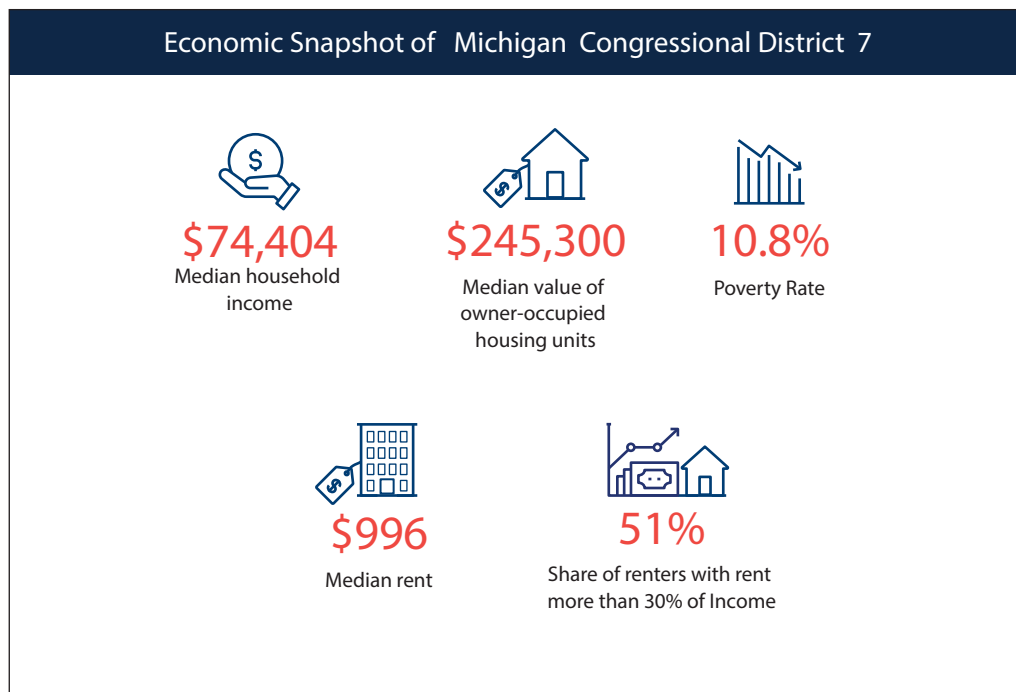 Economic Snapshot of Michigan Congressional District 7
$
$
$74,404
$245,300
10.8%
Median household
income
Median value of
owner-occupied
housing units
Poverty Rate
$
$996
51%
Median rent
Share of renters with rent
more than 30% of Income